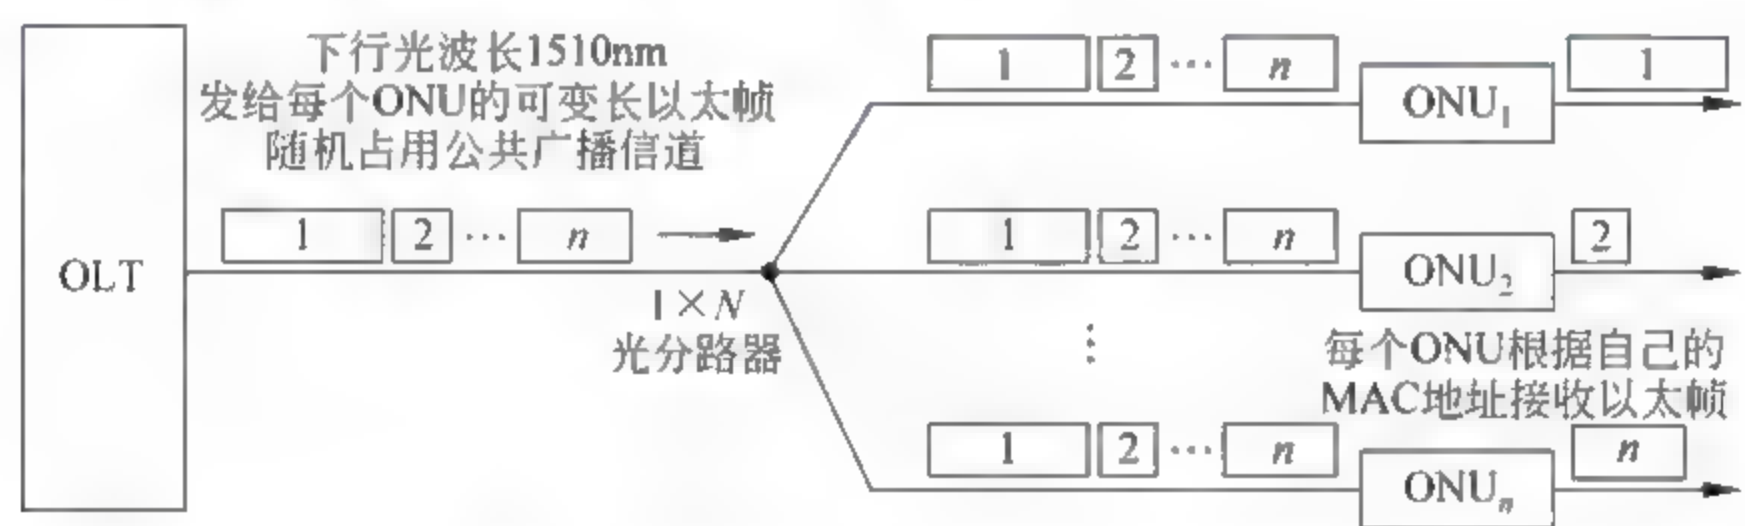 下行光波长1510nm
发给每个ONU的可变长以太帧
随机占用公共广播信道
1 2 … n
OLT
1×N
光分路器
1 2 … n
ONU₁
1
1 2 … n
ONU₂
2
⋮
每个ONU根据自己的
MAC地址接收以太帧
1 2 … n
ONUₙ
n